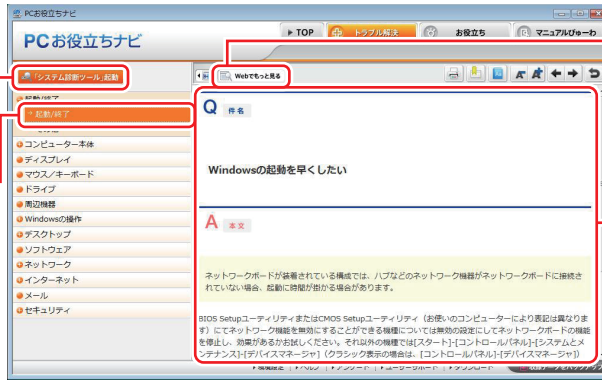 PCお役立ちナビ
PCお役立ちナビ
TOP
トラブル解決
お役立ち
マニュアルびゅーわ
「システム診断ツール」起動
Webでもっと見る
起動/終了
起動/終了
コンピューター本体
ディスプレイ
マウス/キーボード
ドライブ
周辺機器
Windowsの操作
デスクトップ
ソフトウェア
ネットワーク
インターネット
メール
セキュリティ
Q 件名
Windowsの起動を早くしたい
A 本文
ネットワークボードが装着されている構成では、ハブなどのネットワーク機器がネットワークボードに接続さ
れていない場合、起動に時間が掛かる場合があります。
BIOS SetupユーティリティまたはCMOS Setupユーティリティ（お使いのコンピューターにより表記は異なりま
す）にてネットワーク機能を無効にすることができる機種については無効の設定にしてネットワークボードの機能
を停止し、効果があるかお試しください。それ以外の機種では[スタート]-[コントロールパネル]-[システムとメ
ンテナンス]-[デバイスマネージャ]（クラシック表示の場合は、[コントロールパネル]-[デバイスマネージャ]）